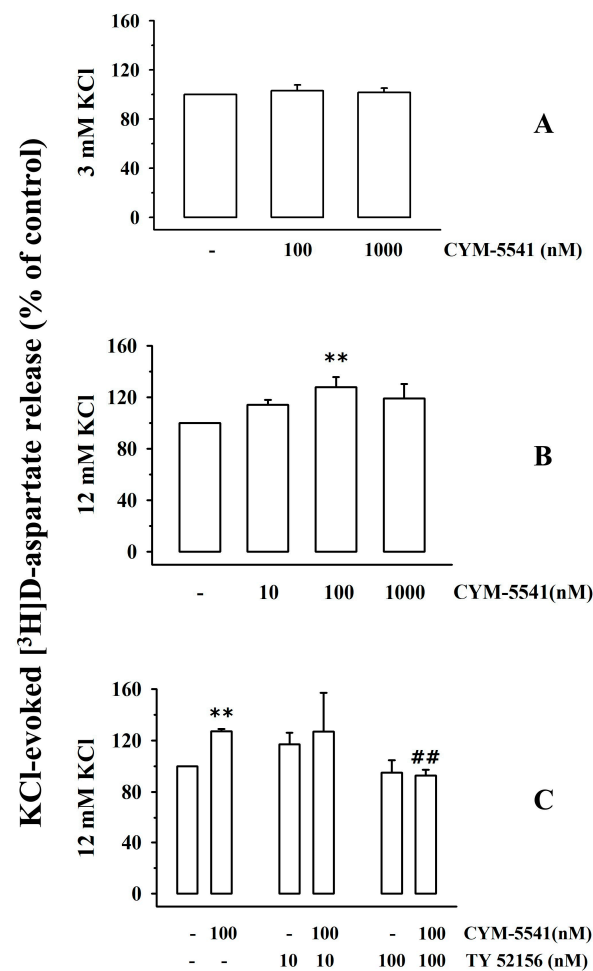 KCl-evoked [³H]D-aspartate release (% of control)
3 mM KCl
160
120
80
40
0
A
- 100 1000 CYM-5541 (nM)
12 mM KCl
160
120
80
40
0
**
B
- 10 100 1000 CYM-5541(nM)
12 mM KCl
160
120
80
40
0
**
##
C
- 100 - 100 - 100 CYM-5541(nM)
- - 10 10 100 100 TY 52156 (nM)